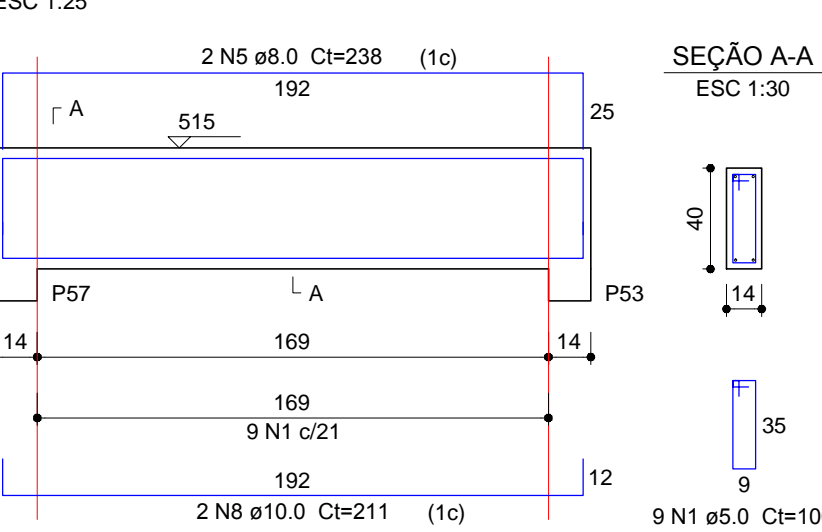 ESC 1:25
2 N5 ø8.0 Ct=238 (1c)
192
25
A
515
SEÇÃO A-A
ESC 1:30
40
14
P57
A
P53
14
169
14
169
9 N1 c/21
35
9
192
12
2 N8 ø10.0 Ct=211 (1c)
9 N1 ø5.0 Ct=10